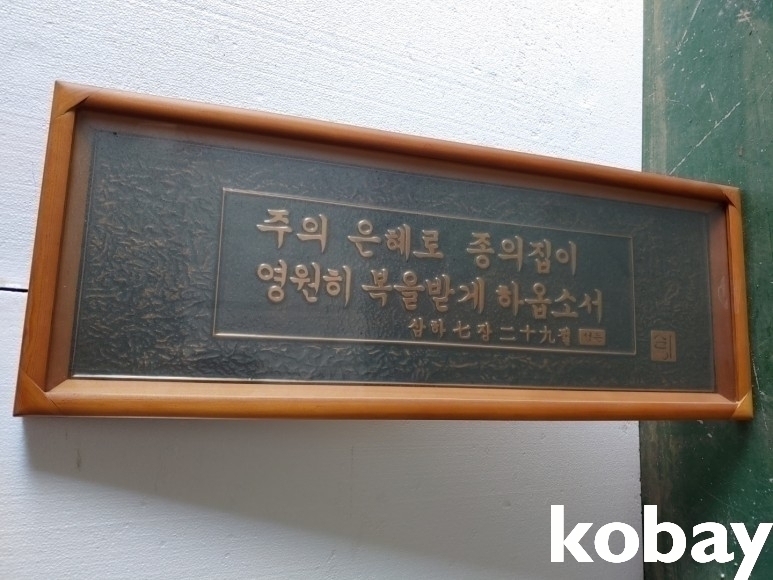 주의 은혜로 종의집이
영원히 복을받게 하옵소서
삼하 七장 二十九절
kobay